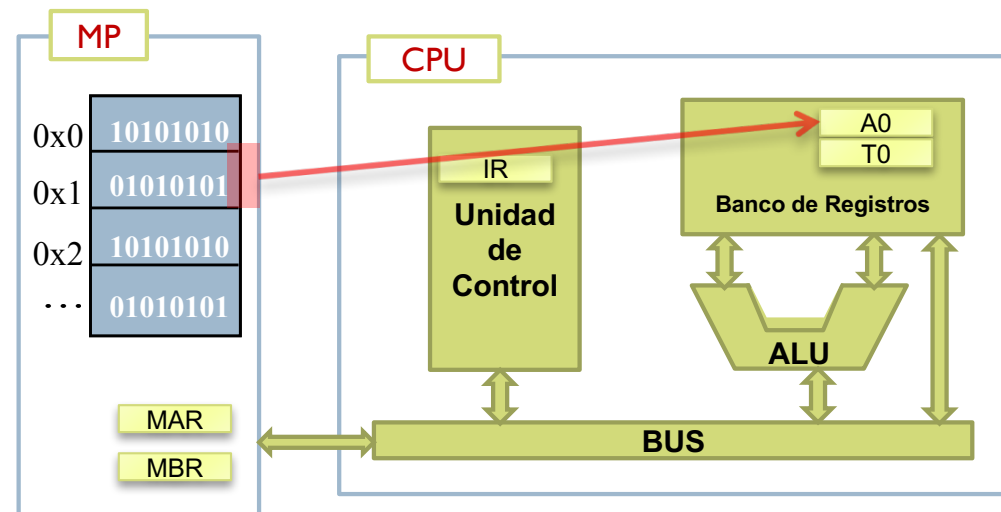 MP
CPU
0x0 10101010
0x1 01010101
0x2 10101010
... 01010101
MAR
MBR
IR
Unidad
de
Control
A0
T0
Banco de Registros
ALU
BUS